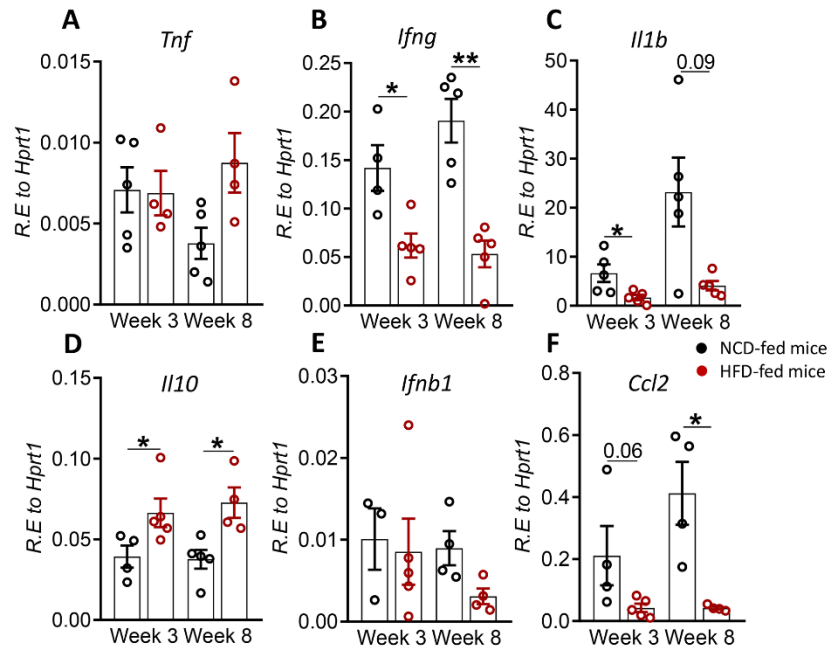 A
Tnf
R.E to Hprt1
0.015
0.010
0.005
0.000
Week 3 Week 8
B
Ifng
R.E to Hprt1
0.25
0.20
0.15
0.10
0.05
0.00
*
**
Week 3 Week 8
C
Il1b
R.E to Hprt1
50
40
30
20
10
0
*
0.09
Week 3 Week 8
NCD-fed mice
HFD-fed mice
D
Il10
R.E to Hprt1
0.15
0.10
0.05
0.00
*
*
Week 3 Week 8
E
Ifnb1
R.E to Hprt1
0.03
0.02
0.01
0.00
Week 3 Week 8
F
Ccl2
R.E to Hprt1
0.8
0.6
0.4
0.2
0.0
0.06
*
Week 3 Week 8